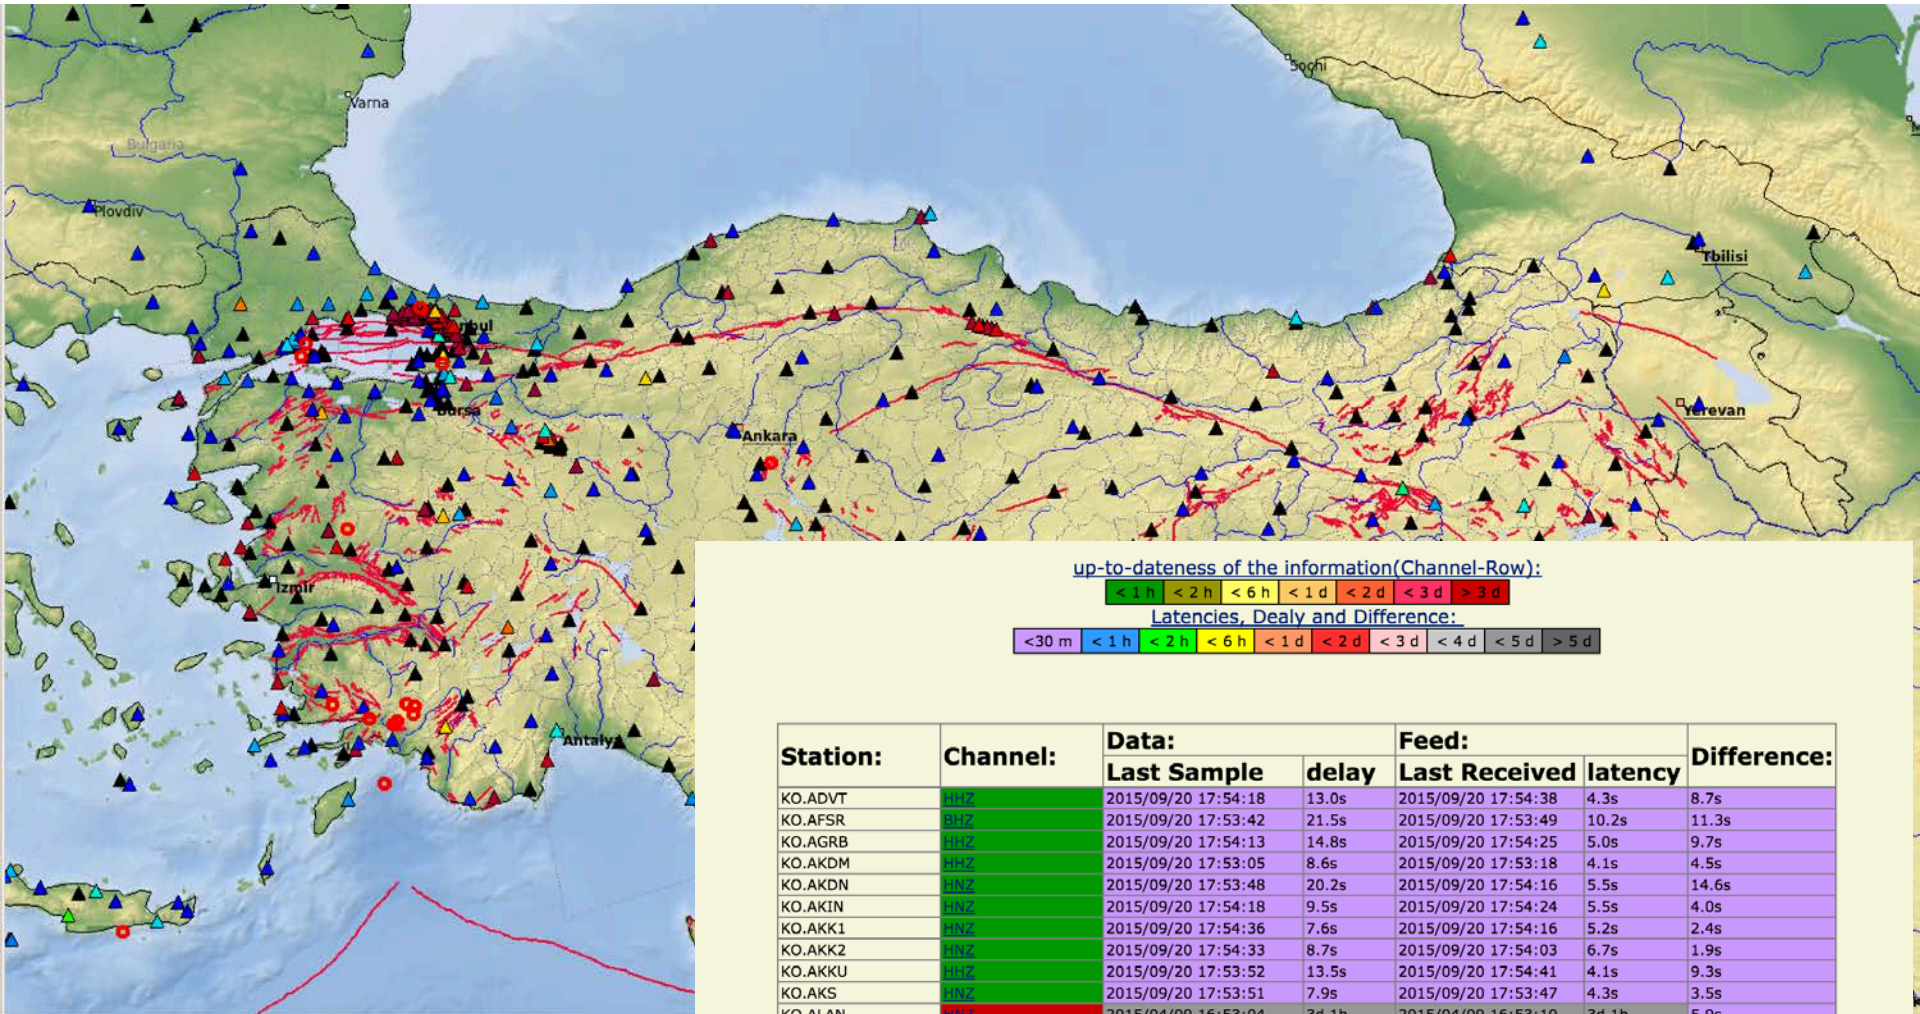 Sochi
Varna
Bulgaria
Plovdiv
Tbilisi
Bursa
Ankara
Yerevan
Izmir
up-to-dateness of the information(Channel-Row):
< 1 h < 2 h < 6 h < 1 d < 2 d < 3 d > 3 d
Latencies, Dealy and Difference:
<30 m < 1 h < 2 h < 6 h < 1 d < 2 d < 3 d < 4 d < 5 d > 5 d
Station: Channel: Data: Feed: Difference:
Last Sample delay Last Received latency
KO.ADVT HHZ 2015/09/20 17:54:18 13.0s 2015/09/20 17:54:38 4.3s 8.7s
KO.AFSR BHZ 2015/09/20 17:53:42 21.5s 2015/09/20 17:53:49 10.2s 11.3s
KO.AGRB HHZ 2015/09/20 17:54:13 14.8s 2015/09/20 17:54:25 5.0s 9.7s
KO.AKDM HHZ 2015/09/20 17:53:05 8.6s 2015/09/20 17:53:18 4.1s 4.5s
KO.AKDN HNZ 2015/09/20 17:53:48 20.2s 2015/09/20 17:54:16 5.5s 14.6s
KO.AKIN HNZ 2015/09/20 17:54:18 9.5s 2015/09/20 17:54:24 5.5s 4.0s
KO.AKK1 HNZ 2015/09/20 17:54:36 7.6s 2015/09/20 17:54:16 5.2s 2.4s
KO.AKK2 HNZ 2015/09/20 17:54:33 8.7s 2015/09/20 17:54:03 6.7s 1.9s
KO.AKKU HHZ 2015/09/20 17:53:52 13.5s 2015/09/20 17:54:41 4.1s 9.3s
KO.AKS HNZ 2015/09/20 17:53:51 7.9s 2015/09/20 17:53:47 4.3s 3.5s